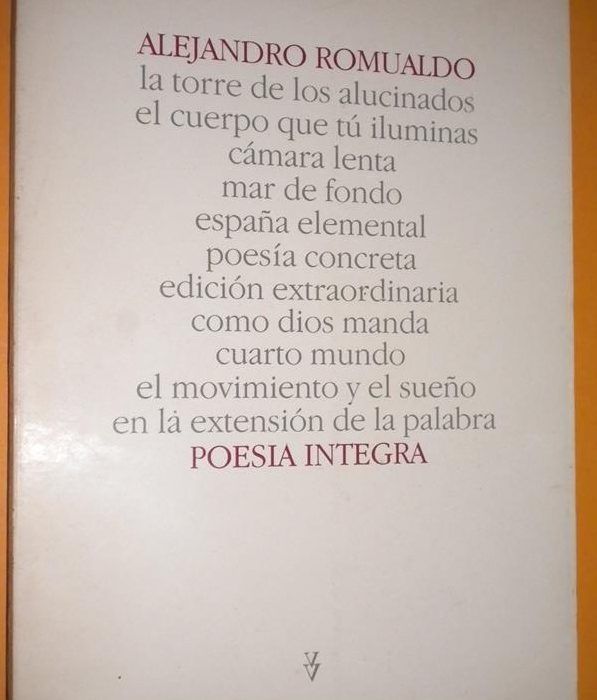 ALEJANDRO ROMUALDO
la torre de los alucinados
el cuerpo que tú iluminas
cámara lenta
mar de fondo
españa elemental
poesía concreta
edición extraordinaria
como dios manda
cuarto mundo
el movimiento y el sueño
en la extensión de la palabra
POESIA INTEGRA
VV